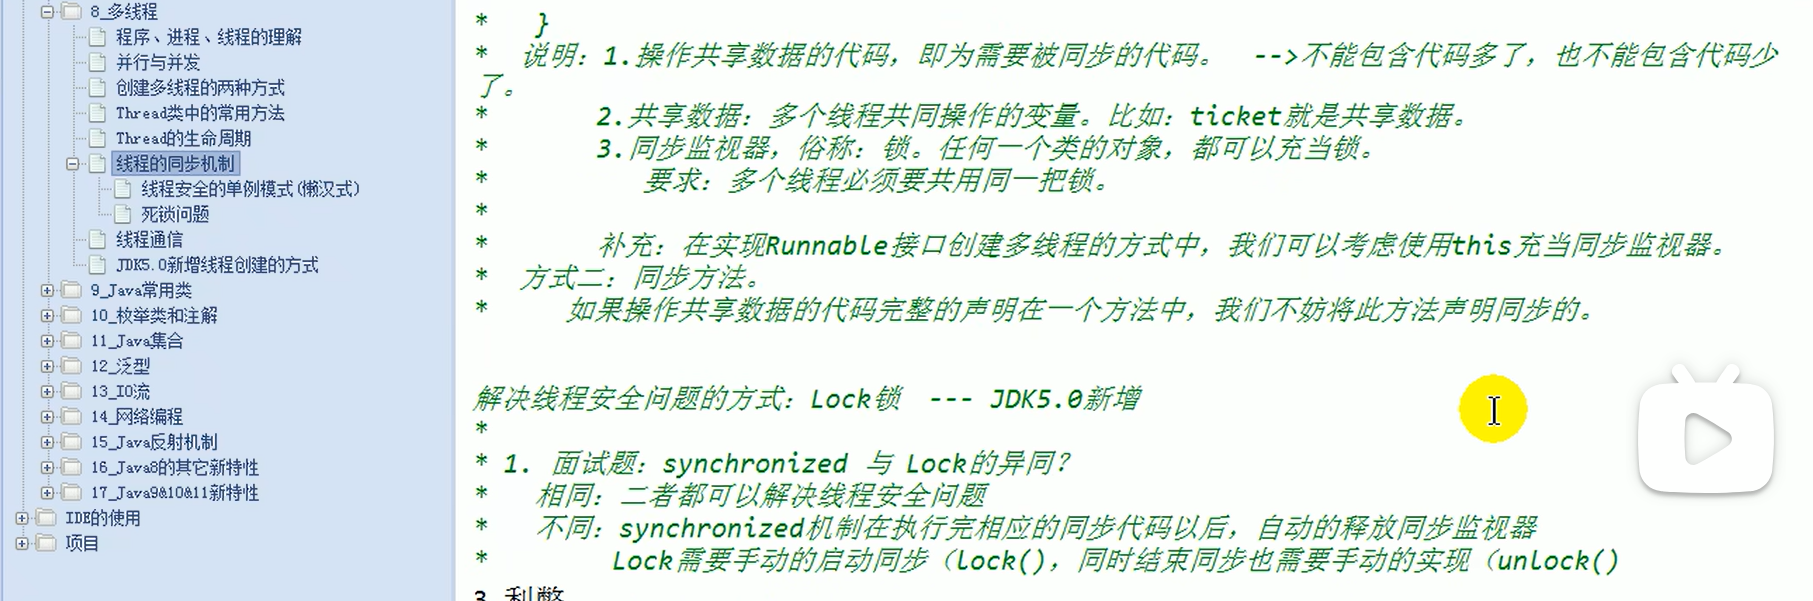 8_多线程
程序、进程、线程的理解
并行与并发
创建多线程的两种方式
Thread类中的常用方法
Thread的生命周期
线程的同步机制
线程安全的单例模式(懒汉式)
死锁问题
线程通信
JDK5.0新增线程创建的方式
9_Java常用类
10_枚举类和注解
11_Java集合
12_泛型
13_IO流
14_网络编程
15_Java反射机制
16_Java8的其它新特性
17_Java9&10&11新特性
IDE的使用
项目
* }
* 说明：1.操作共享数据的代码，即为需要被同步的代码。 -->不能包含代码多了，也不能包含代码少
了。
* 2.共享数据：多个线程共同操作的变量。比如：ticket就是共享数据。
* 3.同步监视器，俗称：锁。任何一个类的对象，都可以充当锁。
* 要求：多个线程必须要共用同一把锁。
*
* 补充：在实现Runnable接口创建多线程的方式中，我们可以考虑使用this充当同步监视器。
* 方式二：同步方法。
* 如果操作共享数据的代码完整的声明在一个方法中，我们不妨将此方法声明同步的。
解决线程安全问题的方式：Lock锁 --- JDK5.0新增
*
* 1. 面试题：synchronized 与 Lock的异同？
* 相同：二者都可以解决线程安全问题
* 不同：synchronized机制在执行完相应的同步代码以后，自动的释放同步监视器
* Lock需要手动的启动同步（lock()，同时结束同步也需要手动的实现（unlock()
3.利弊